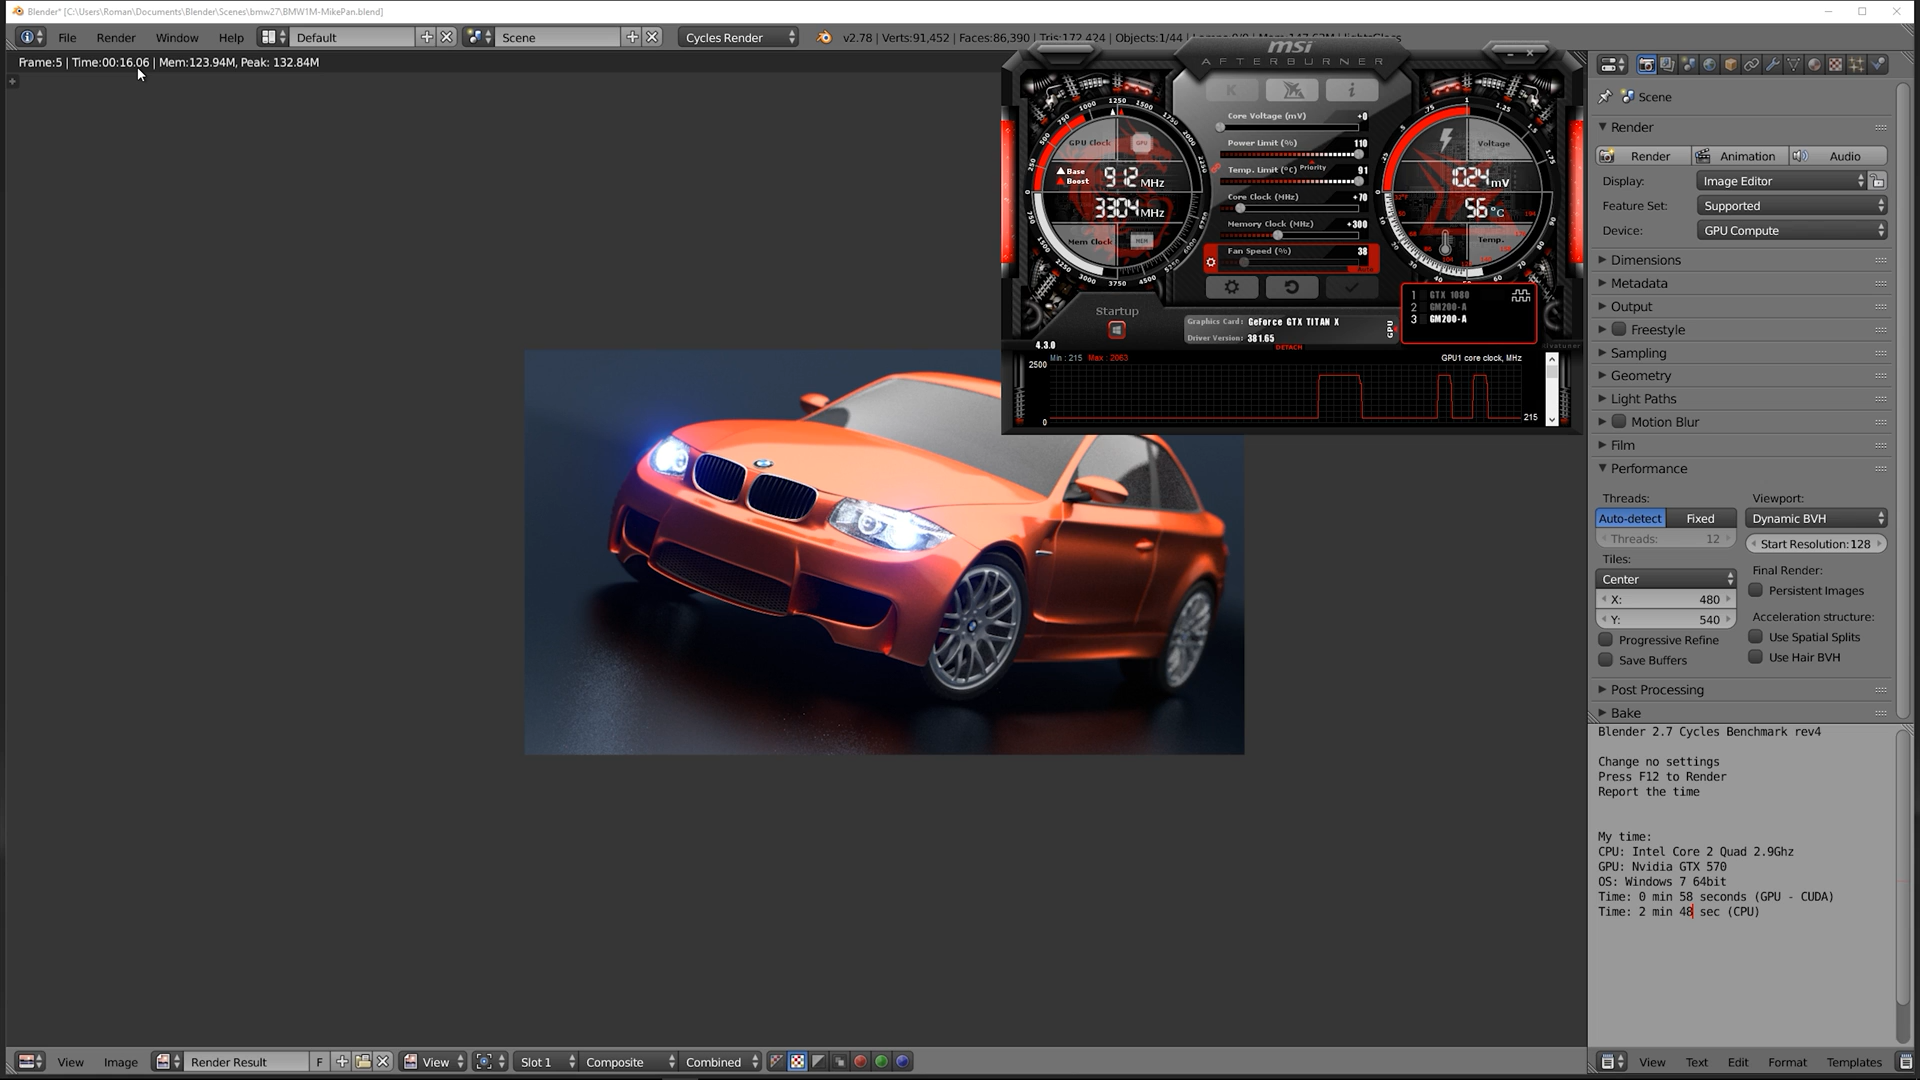 Blender* [C:\Users\Roman\Documents\Blender\Scenes\bmw27\BMW1M-MikePan.blend]
File Render Window Help Default Scene Cycles Render v2.78 | Verts:91,452 | Faces:86,390 | Tris:172,424 | Objects:1/44
Frame:5 | Time:00:16.06 | Mem:123.94M, Peak: 132.84M
msi
AFTERBURNER
K i
Core Voltage (mV) +0
Power Limit (%) 110
Temp. Limit (°C) Priority 91
Core Clock (MHz) +70
Memory Clock (MHz) +300
Fan Speed (%) 38
GPU Clock GPU
Base
Boost
912 MHz
3304 MHz
Mem Clock MEM
Voltage
1024 mV
56 °C
Temp.
Startup
4.3.0
Graphics Card: GeForce GTX TITAN X
Driver Version: 381.65
DETACH
GPU
1 GTX 1080
2 GM200-A
3 GM200-A
Min : 215 Max : 2063 GPU1 core clock, MHz
2500
0
215
Scene
Render
Render Animation Audio
Display: Image Editor
Feature Set: Supported
Device: GPU Compute
Dimensions
Metadata
Output
Freestyle
Sampling
Geometry
Light Paths
Motion Blur
Film
Performance
Threads: Viewport:
Auto-detect Fixed Dynamic BVH
Threads: 12 Start Resolution: 128
Tiles: Final Render:
Center Persistent Images
X: 480 Acceleration structure:
Y: 540 Use Spatial Splits
Progressive Refine Use Hair BVH
Save Buffers
Post Processing
Bake
Blender 2.7 Cycles Benchmark rev4
Change no settings
Press F12 to Render
Report the time
My time:
CPU: Intel Core 2 Quad 2.9Ghz
GPU: Nvidia GTX 570
OS: Windows 7 64bit
Time: 0 min 58 seconds (GPU - CUDA)
Time: 2 min 48 sec (CPU)
View Image Render Result F View Slot 1 Composite Combined
View Text Edit Format Templates